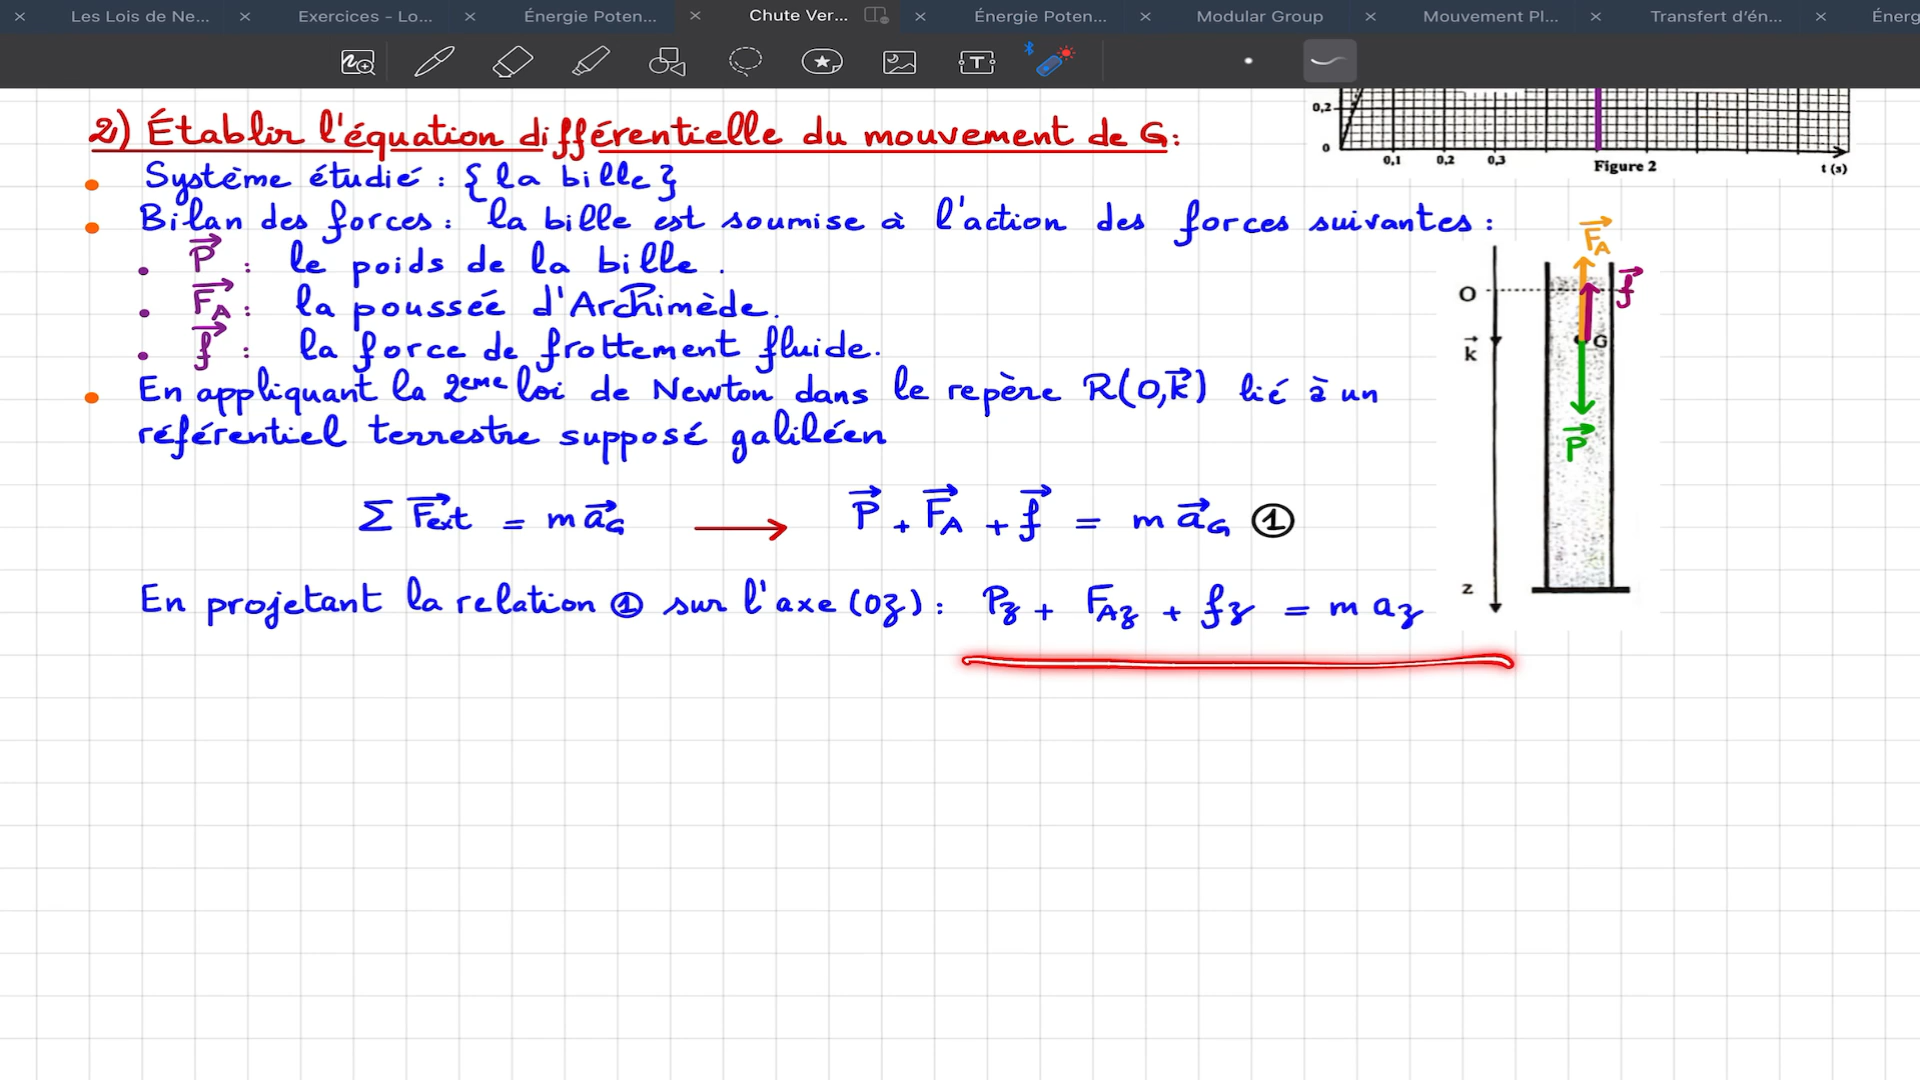 Les Lois de Ne... Exercices - Lo... Énergie Poten... Chute Ver... Énergie Poten... Modular Group Mouvement Pl... Transfert d'én... Énerg
2) Établir l'équation différentielle du mouvement de G:
0,2
0
0,1 0,2 0,3
Figure 2
t (s)
Système étudié : { la bille }
Bilan des forces : la bille est soumise à l'action des forces suivantes :
P⃗ : le poids de la bille .
F⃗A : la poussée d'Archimède.
f⃗ : la force de frottement fluide.
En appliquant la 2eme loi de Newton dans le repère R(O,k⃗) lié à un
référentiel terrestre supposé galiléen
Σ F⃗ext = m a⃗G → P⃗ + F⃗A + f⃗ = m a⃗G ①
En projetant la relation ① sur l'axe (Oz) : Pz + FAz + fz = m az
F⃗A
f⃗
O
k⃗
G
P⃗
z